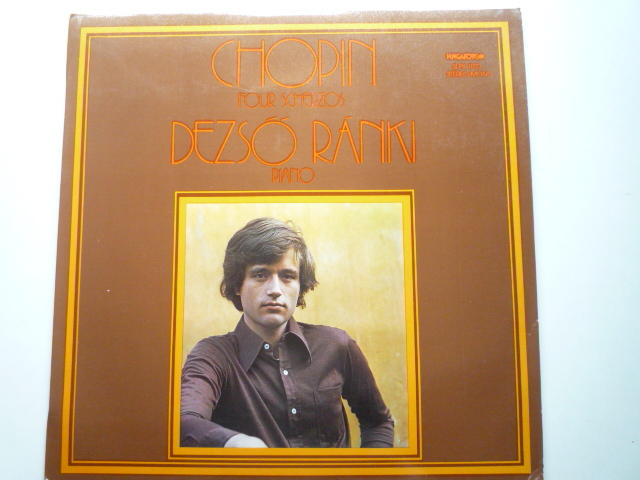 CHOPIN
FOUR SCHERZOS
DEZSŐ RÁNKI
PIANO
HUNGAROTON